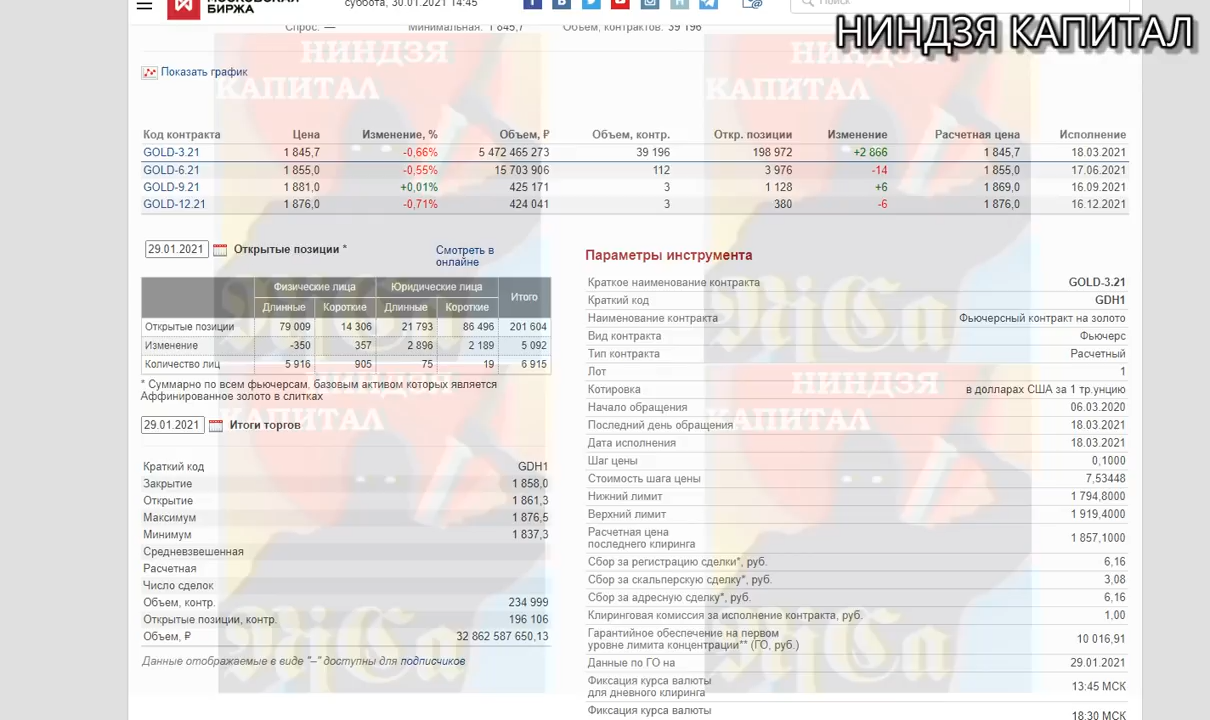 МОСКОВСКАЯ
БИРЖА
суббота, 30.01.2021 14:45
Поиск
НИНДЗЯ КАПИТАЛ
Спрос: — Минимальная: 1 845,7 Объем, контрактов: 39 196
Показать график
Код контракта Цена Изменение, % Объем, ₽ Объем, контр. Откр. позиции Изменение Расчетная цена Исполнение
GOLD-3.21 1 845,7 -0,66% 5 472 465 273 39 196 198 972 +2 866 1 845,7 18.03.2021
GOLD-6.21 1 855,0 -0,55% 15 703 906 112 3 976 -14 1 855,0 17.06.2021
GOLD-9.21 1 881,0 +0,01% 425 171 3 1 128 +6 1 869,0 16.09.2021
GOLD-12.21 1 876,0 -0,71% 424 041 3 380 -6 1 876,0 16.12.2021
29.01.2021 Открытые позиции * Смотреть в
онлайне
Физические лица Юридические лица Итого
Длинные Короткие Длинные Короткие
Открытые позиции 79 009 14 306 21 793 86 496 201 604
Изменение -350 357 2 896 2 189 5 092
Количество лиц 5 916 905 75 19 6 915
* Суммарно по всем фьючерсам, базовым активом которых является
Аффинированное золото в слитках
29.01.2021 Итоги торгов
Краткий код GDH1
Закрытие 1 858,0
Открытие 1 861,3
Максимум 1 876,5
Минимум 1 837,3
Средневзвешенная
Расчетная
Число сделок
Объем, контр. 234 999
Открытые позиции, контр. 196 106
Объем, ₽ 32 862 587 650,13
Данные отображаемые в виде "–" доступны для подписчиков
Параметры инструмента
Краткое наименование контракта GOLD-3.21
Краткий код GDH1
Наименование контракта Фьючерсный контракт на золото
Вид контракта Фьючерс
Тип контракта Расчетный
Лот 1
Котировка в долларах США за 1 тр.унцию
Начало обращения 06.03.2020
Последний день обращения 18.03.2021
Дата исполнения 18.03.2021
Шаг цены 0,1000
Стоимость шага цены 7,53448
Нижний лимит 1 794,8000
Верхний лимит 1 919,4000
Расчетная цена
последнего клиринга 1 857,1000
Сбор за регистрацию сделки*, руб. 6,16
Сбор за скальперскую сделку*, руб. 3,08
Сбор за адресную сделку*, руб. 6,16
Клиринговая комиссия за исполнение контракта, руб. 1,00
Гарантийное обеспечение на первом
уровне лимита концентрации** (ГО, руб.) 10 016,91
Данные по ГО на 29.01.2021
Фиксация курса валюты
для дневного клиринга 13:45 МСК
Фиксация курса валюты
18:30 МСК
НИНДЗЯ
КАПИТАЛ
НИНДЗЯ
КАПИТАЛ
NiCa
NiCa
НИНДЗЯ
КАПИТАЛ
НИНДЗЯ
КАПИТАЛ
NiCa
NiCa